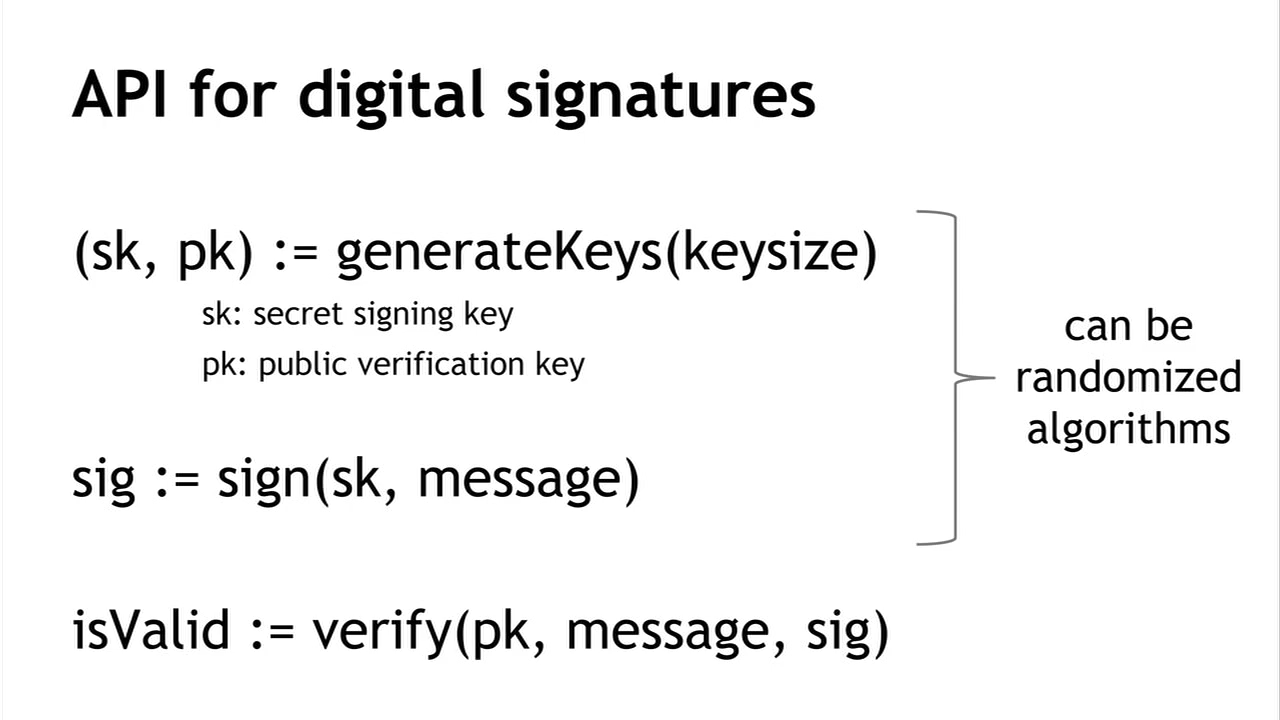 API for digital signatures
(sk, pk) := generateKeys(keysize)
sk: secret signing key
pk: public verification key
can be
randomized
algorithms
sig := sign(sk, message)
isValid := verify(pk, message, sig)